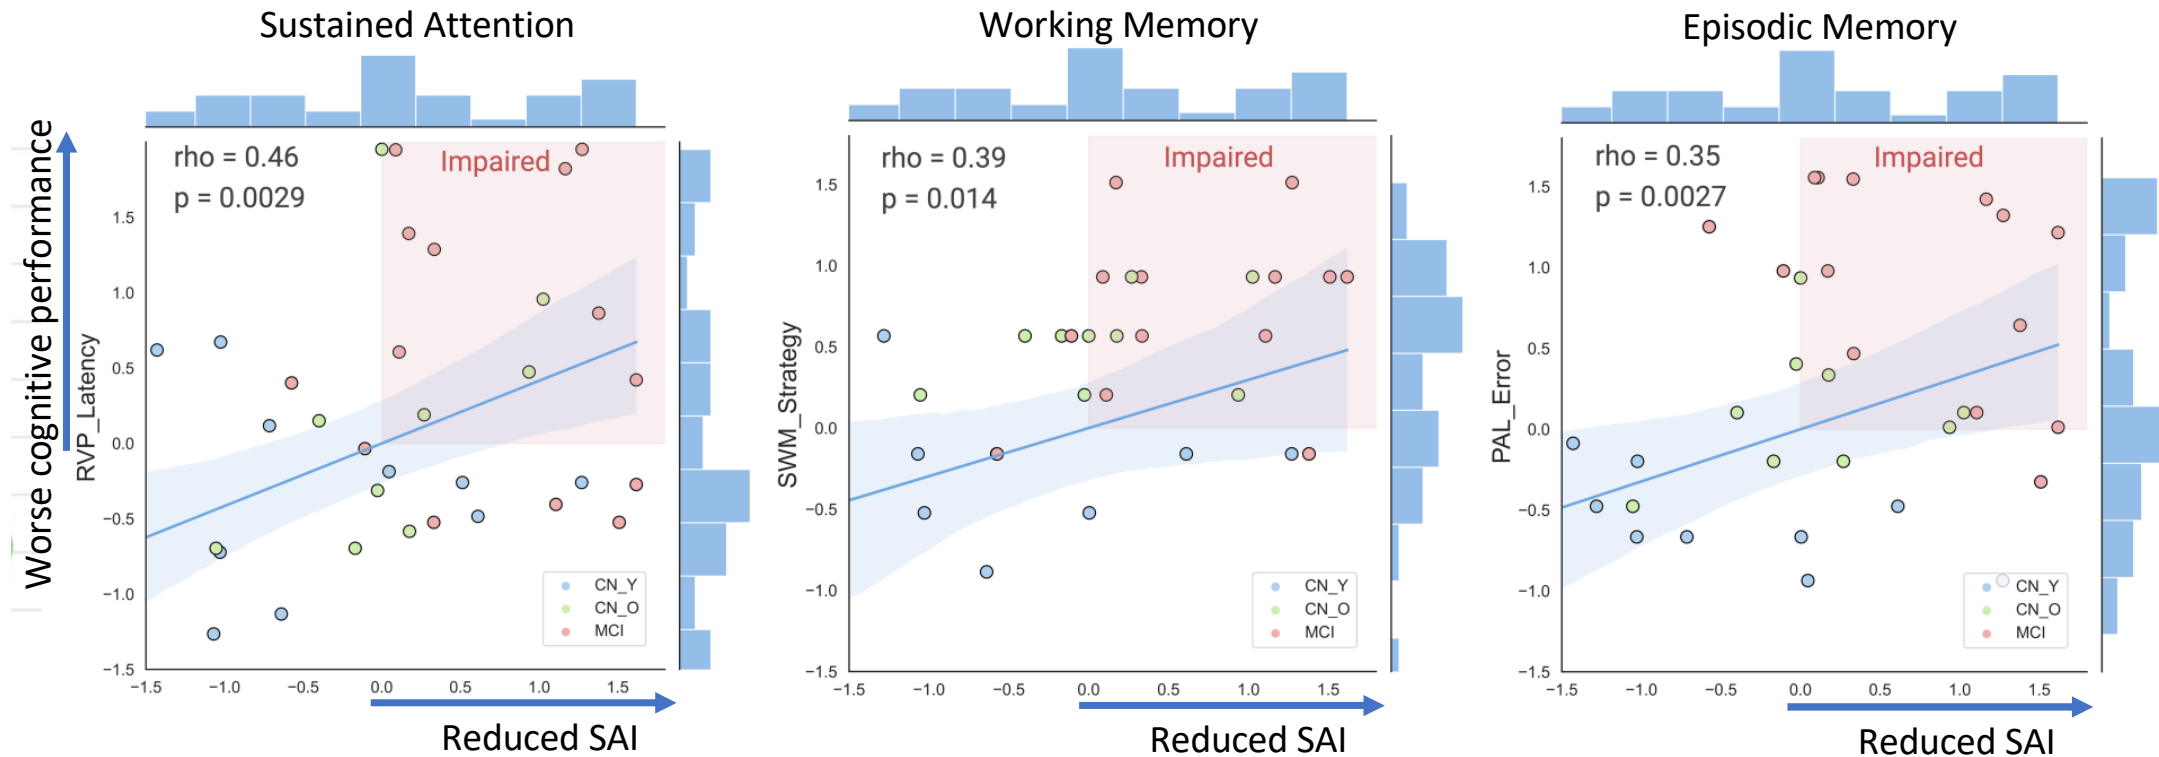 Sustained Attention
Working Memory
Episodic Memory
Worse cognitive performance
rho = 0.46
p = 0.0029
Impaired
RVP_Latency
1.5
1.0
0.5
0.0
−0.5
−1.0
−1.5
CN_Y
CN_O
MCI
−1.5 −1.0 −0.5 0.0 0.5 1.0 1.5
Reduced SAI
rho = 0.39
p = 0.014
Impaired
SWM_Strategy
1.5
1.0
0.5
0.0
−0.5
−1.0
−1.5
CN_Y
CN_O
MCI
−1.5 −1.0 −0.5 0.0 0.5 1.0 1.5
Reduced SAI
rho = 0.35
p = 0.0027
Impaired
PAL_Error
1.5
1.0
0.5
0.0
−0.5
−1.0
−1.5
CN_Y
CN_O
MCI
−1.5 −1.0 −0.5 0.0 0.5 1.0 1.5
Reduced SAI